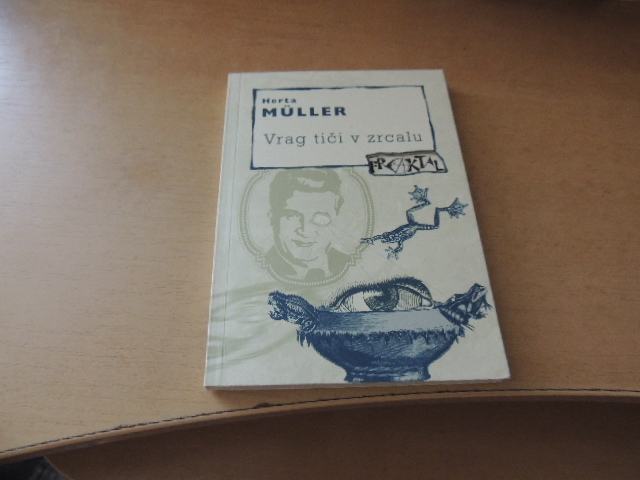 Herta
MÜLLER
Vrag tiči v zrcalu
FRAKTAL